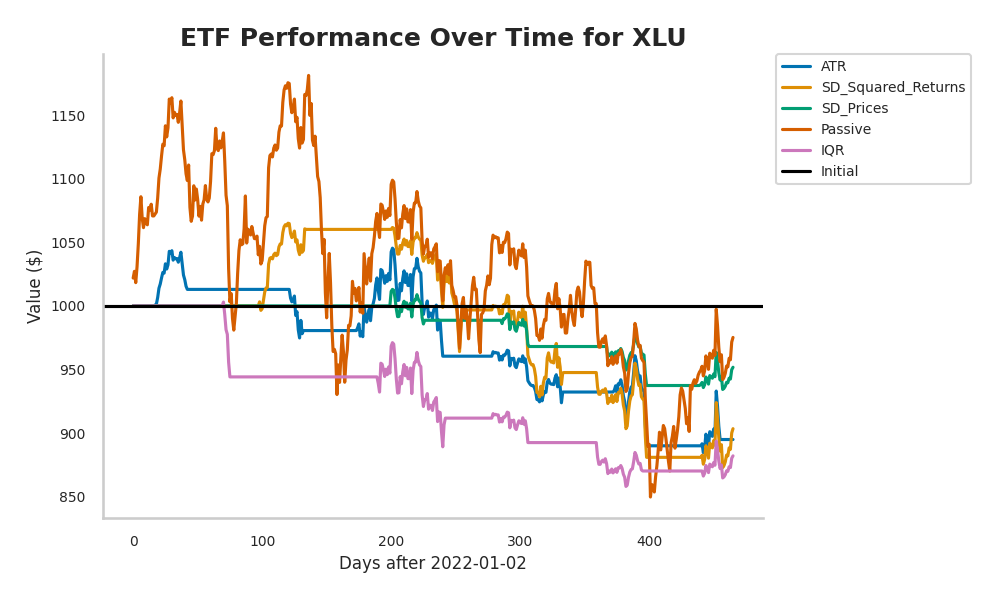 ETF Performance Over Time for XLU
ATR
SD_Squared_Returns
SD_Prices
Passive
IQR
Initial
Value ($)
1150
1100
1050
1000
950
900
850
0 100 200 300 400
Days after 2022-01-02